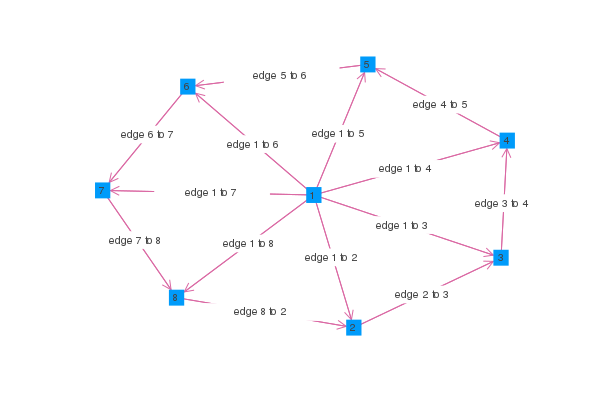 5
edge 5 to 6
6
edge 4 to 5
edge 6 to 7
edge 1 to 5
4
edge 1 to 6
edge 1 to 4
7
edge 1 to 7
1
edge 3 to 4
edge 1 to 3
edge 7 to 8
edge 1 to 8
edge 1 to 2
3
edge 2 to 3
8
edge 8 to 2
2